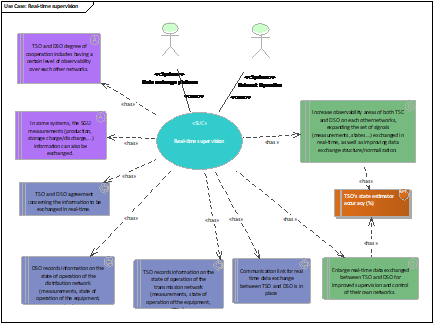 Use Case: Real-time supervision
TSO and DSO degree of
cooperation includes having a
certain level of observability
over each other networks.
Data exchange platform
Network Operation
«has»
«has»
«SUC»
Real-time supervision
Increase observability areas of both TSO
and DSO on each other networks,
expanding the set of signals
(measurements, states...) exchanged in
real-time, as well as improving data
exchange structure/normalization
In some systems, the SGU
measurements (production,
storage charge/discharge,...)
information can also be
exchanged.
«has»
«has»
«has»
TSO and DSO agreement
concerning the information to be
exchanged in real-time.
TSO's state estimator
accuracy (%)
«has»
«has»
«has»
«has»
«has»
DSO records information on the
state of operation of the
distribution network
(measurements, state of
operation of the equipment,
TSO records information on the
state of operation of the
transmission network
(measurements, state of
operation of the equipment,
Communication link for real
time data exchange
between TSO and DSO is in
place
Enlarge real-time data exchanged
between TSO and DSO for
improved supervision and control
of their own networks.